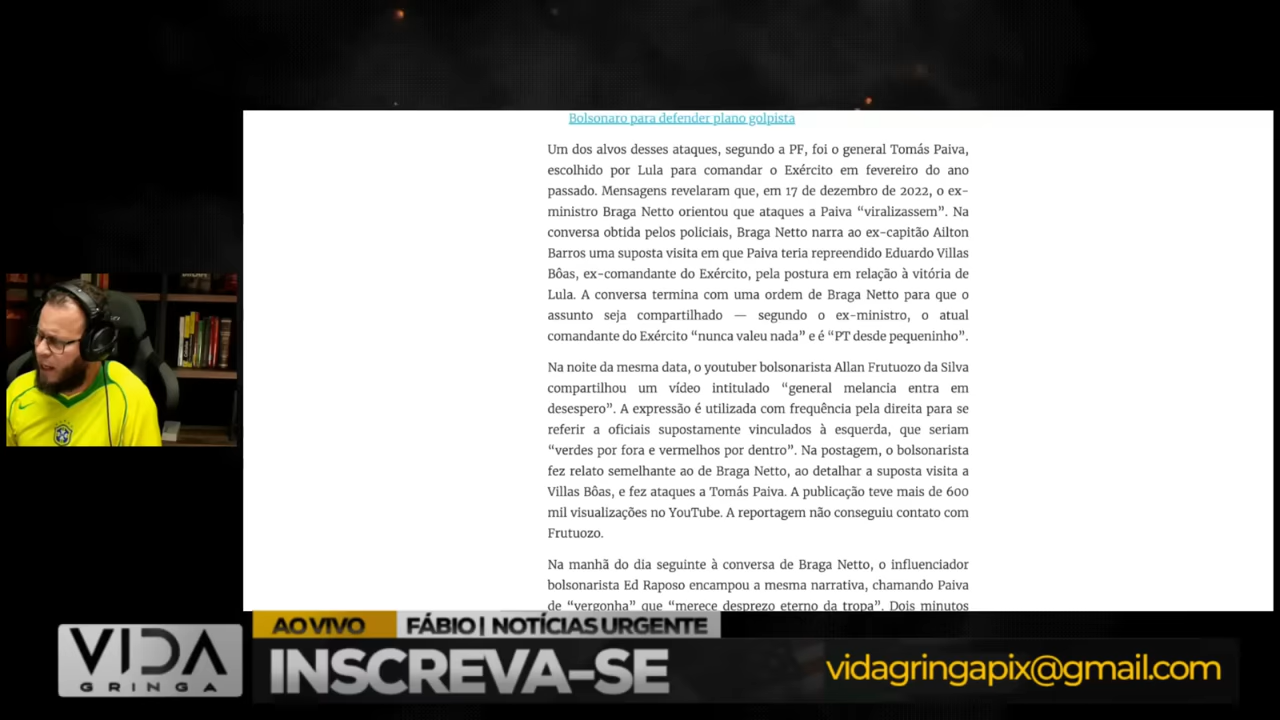 Bolsonaro para defender plano golpista
Um dos alvos desses ataques, segundo a PF, foi o general Tomás Paiva,
escolhido por Lula para comandar o Exército em fevereiro do ano
passado. Mensagens revelaram que, em 17 de dezembro de 2022, o ex-
ministro Braga Netto orientou que ataques a Paiva “viralizassem”. Na
conversa obtida pelos policiais, Braga Netto narra ao ex-capitão Ailton
Barros uma suposta visita em que Paiva teria repreendido Eduardo Villas
Bôas, ex-comandante do Exército, pela postura em relação à vitória de
Lula. A conversa termina com uma ordem de Braga Netto para que o
assunto seja compartilhado — segundo o ex-ministro, o atual
comandante do Exército “nunca valeu nada” e é “PT desde pequeninho”.
Na noite da mesma data, o youtuber bolsonarista Allan Frutuozo da Silva
compartilhou um vídeo intitulado “general melancia entra em
desespero”. A expressão é utilizada com frequência pela direita para se
referir a oficiais supostamente vinculados à esquerda, que seriam
“verdes por fora e vermelhos por dentro”. Na postagem, o bolsonarista
fez relato semelhante ao de Braga Netto, ao detalhar a suposta visita a
Villas Bôas, e fez ataques a Tomás Paiva. A publicação teve mais de 600
mil visualizações no YouTube. A reportagem não conseguiu contato com
Frutuozo.
Na manhã do dia seguinte à conversa de Braga Netto, o influenciador
bolsonarista Ed Raposo encampou a mesma narrativa, chamando Paiva
de “vergonha” que “merece desprezo eterno da tropa”. Dois minutos
AO VIVO FÁBIO | NOTÍCIAS URGENTE
VIDA
GRINGA
INSCREVA-SE
vidagringapix@gmail.com